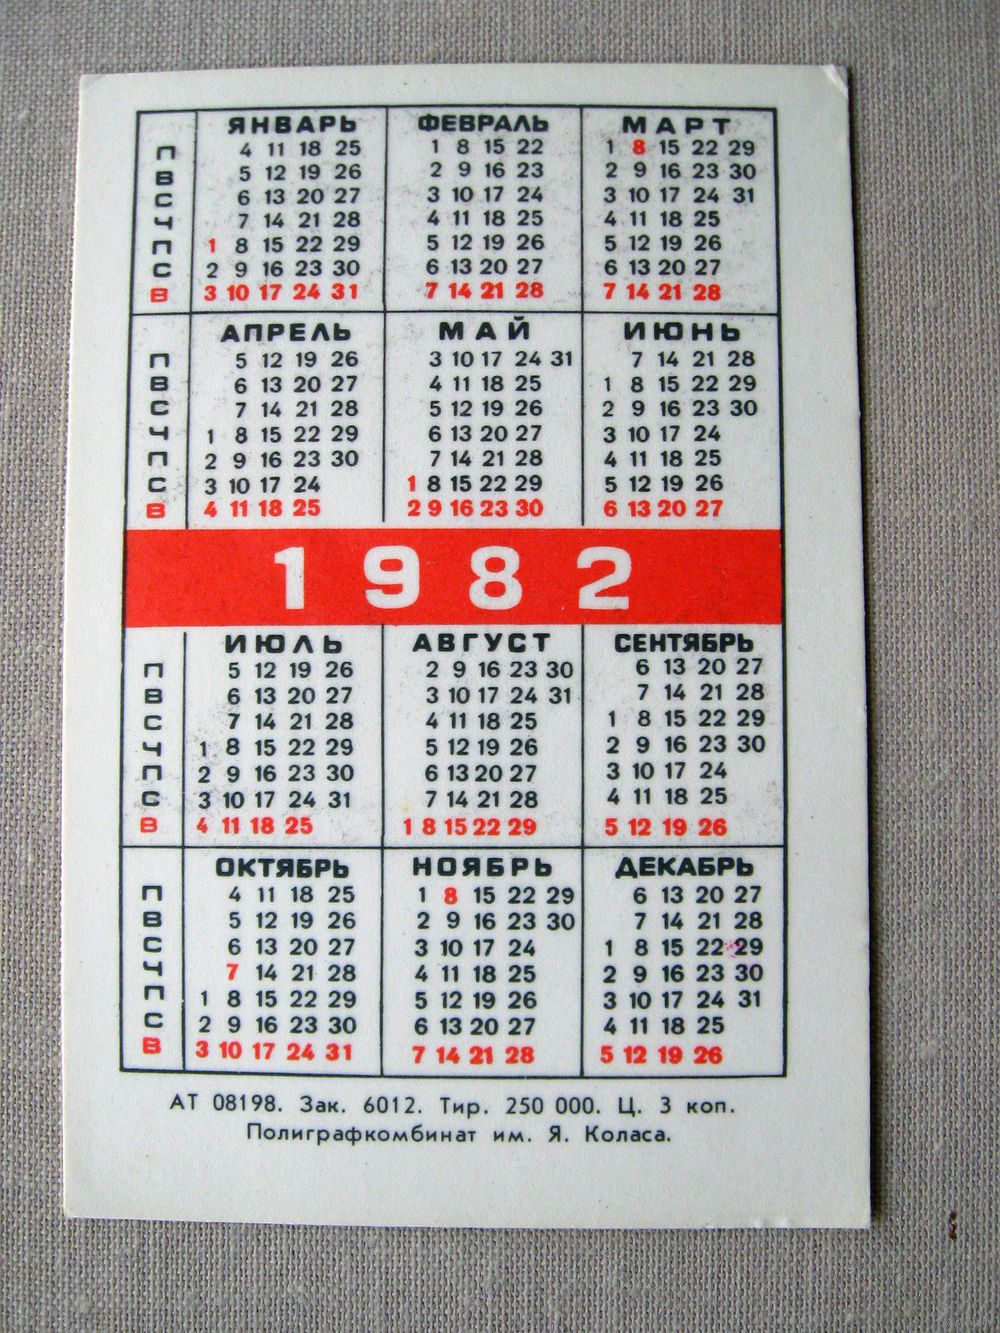 ЯНВАРЬ ФЕВРАЛЬ МАРТ
П 4 11 18 25 1 8 15 22 1 8 15 22 29
В 5 12 19 26 2 9 16 23 2 9 16 23 30
С 6 13 20 27 3 10 17 24 3 10 17 24 31
Ч 7 14 21 28 4 11 18 25 4 11 18 25
П 1 8 15 22 29 5 12 19 26 5 12 19 26
С 2 9 16 23 30 6 13 20 27 6 13 20 27
В 3 10 17 24 31 7 14 21 28 7 14 21 28
АПРЕЛЬ МАЙ ИЮНЬ
П 5 12 19 26 3 10 17 24 31 7 14 21 28
В 6 13 20 27 4 11 18 25 1 8 15 22 29
С 7 14 21 28 5 12 19 26 2 9 16 23 30
Ч 1 8 15 22 29 6 13 20 27 3 10 17 24
П 2 9 16 23 30 7 14 21 28 4 11 18 25
С 3 10 17 24 1 8 15 22 29 5 12 19 26
В 4 11 18 25 2 9 16 23 30 6 13 20 27
1982
ИЮЛЬ АВГУСТ СЕНТЯБРЬ
П 5 12 19 26 2 9 16 23 30 6 13 20 27
В 6 13 20 27 3 10 17 24 31 7 14 21 28
С 7 14 21 28 4 11 18 25 1 8 15 22 29
Ч 1 8 15 22 29 5 12 19 26 2 9 16 23 30
П 2 9 16 23 30 6 13 20 27 3 10 17 24
С 3 10 17 24 31 7 14 21 28 4 11 18 25
В 4 11 18 25 1 8 15 22 29 5 12 19 26
ОКТЯБРЬ НОЯБРЬ ДЕКАБРЬ
П 4 11 18 25 1 8 15 22 29 6 13 20 27
В 5 12 19 26 2 9 16 23 30 7 14 21 28
С 6 13 20 27 3 10 17 24 1 8 15 22 29
Ч 7 14 21 28 4 11 18 25 2 9 16 23 30
П 1 8 15 22 29 5 12 19 26 3 10 17 24 31
С 2 9 16 23 30 6 13 20 27 4 11 18 25
В 3 10 17 24 31 7 14 21 28 5 12 19 26
АТ 08198. Зак. 6012. Тир. 250 000. Ц. 3 коп.
Полиграфкомбинат им. Я. Коласа.